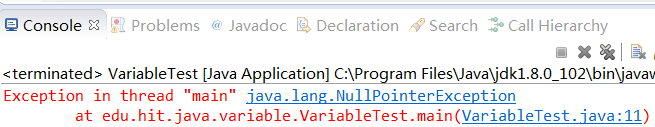 Console Problems Javadoc Declaration Search Call Hierarchy
<terminated> VariableTest [Java Application] C:\Program Files\Java\jdk1.8.0_102\bin\javaw
Exception in thread "main" java.lang.NullPointerException
at edu.hit.java.variable.VariableTest.main(VariableTest.java:11)